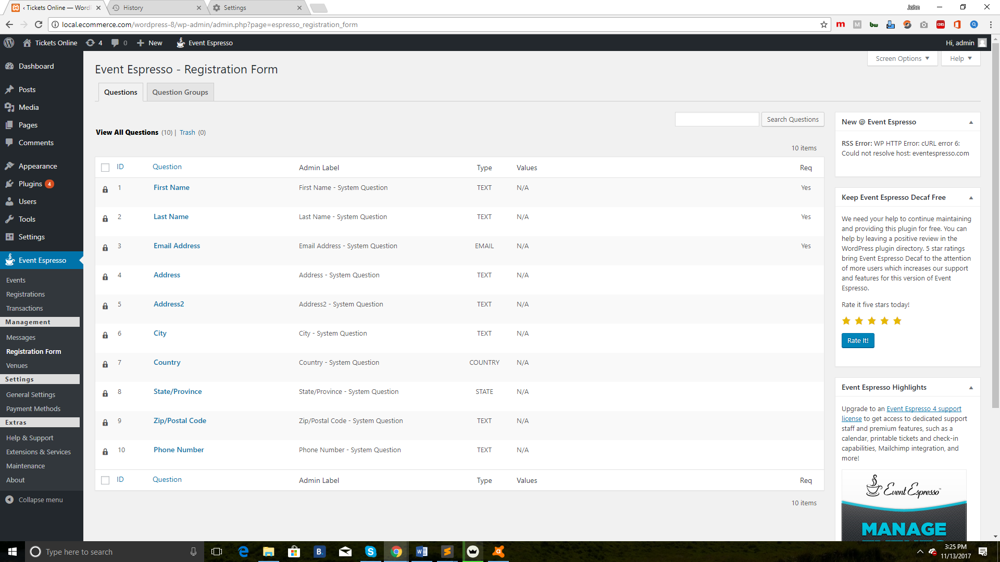 ‹ Tickets Online — Word
History
Settings
John
local.ecommerce.com/wordpress-8/wp-admin/admin.php?page=espresso_registration_form
Tickets Online
4
0
New
Event Espresso
Hi, admin
Dashboard
Posts
Media
Pages
Comments
Appearance
Plugins 4
Users
Tools
Settings
Event Espresso
Events
Registrations
Transactions
Management
Messages
Registration Form
Venues
Settings
General Settings
Payment Methods
Extras
Help & Support
Extensions & Services
Maintenance
About
Collapse menu
Screen Options
Help
Event Espresso - Registration Form
Questions
Question Groups
Search Questions
View All Questions (10) | Trash (0)
10 items
ID Question Admin Label Type Values Req
1 First Name First Name - System Question TEXT N/A Yes
2 Last Name Last Name - System Question TEXT N/A Yes
3 Email Address Email Address - System Question EMAIL N/A Yes
4 Address Address - System Question TEXT N/A
5 Address2 Address2 - System Question TEXT N/A
6 City City - System Question TEXT N/A
7 Country Country - System Question COUNTRY N/A
8 State/Province State/Province - System Question STATE N/A
9 Zip/Postal Code Zip/Postal Code - System Question TEXT N/A
10 Phone Number Phone Number - System Question TEXT N/A
ID Question Admin Label Type Values Req
10 items
New @ Event Espresso
RSS Error: WP HTTP Error: cURL error 6:
Could not resolve host: eventespresso.com
Keep Event Espresso Decaf Free
We need your help to continue maintaining
and providing this plugin for free. You can
help by leaving a positive review in the
WordPress plugin directory. 5 star ratings
bring Event Espresso Decaf to the attention
of more users which increases our support
and features for this version of Event
Espresso.
Rate it five stars today!
Rate It!
Event Espresso Highlights
Upgrade to an Event Espresso 4 support
license to get access to dedicated support
staff and premium features, such as a
calendar, printable tickets and check-in
capabilities, Mailchimp integration, and
more!
Event Espresso™
MANAGE
Type here to search
3:25 PM
11/13/2017